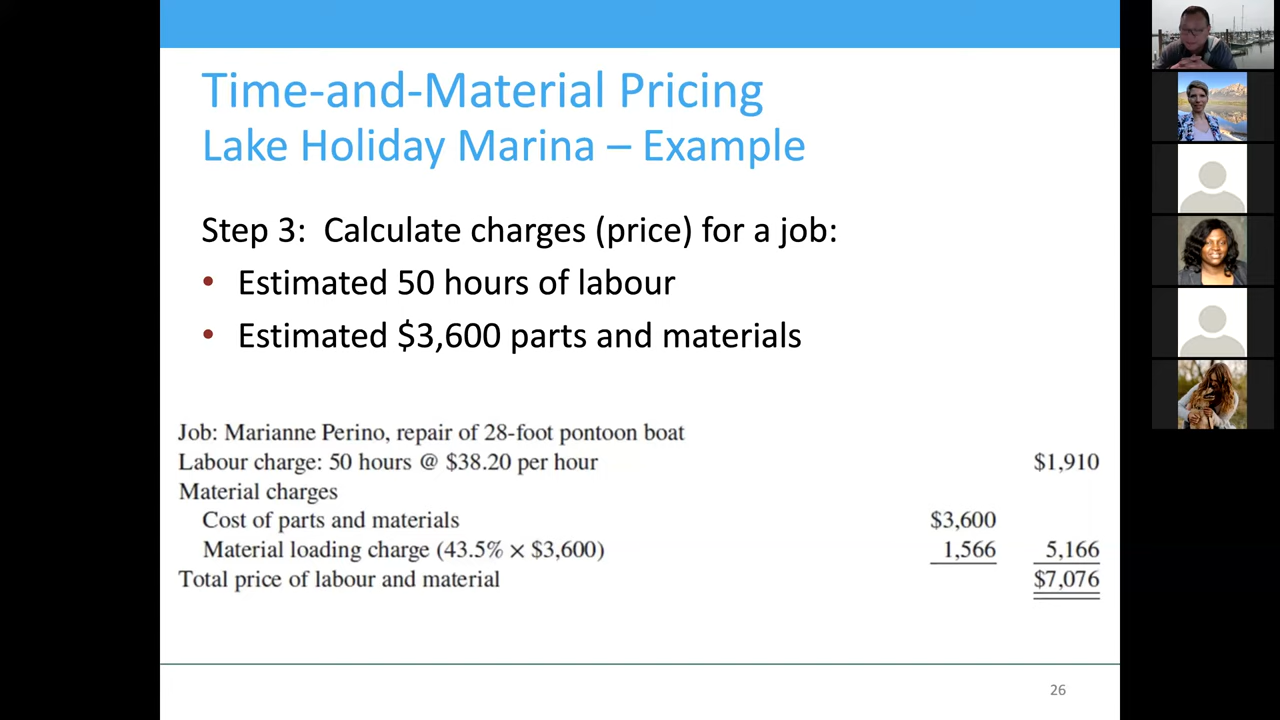 Time-and-Material Pricing
Lake Holiday Marina – Example
Step 3:  Calculate charges (price) for a job:
• Estimated 50 hours of labour
• Estimated $3,600 parts and materials
Job: Marianne Perino, repair of 28-foot pontoon boat
Labour charge: 50 hours @ $38.20 per hour $1,910
Material charges
Cost of parts and materials $3,600
Material loading charge (43.5% × $3,600) 1,566 5,166
Total price of labour and material $7,076
26